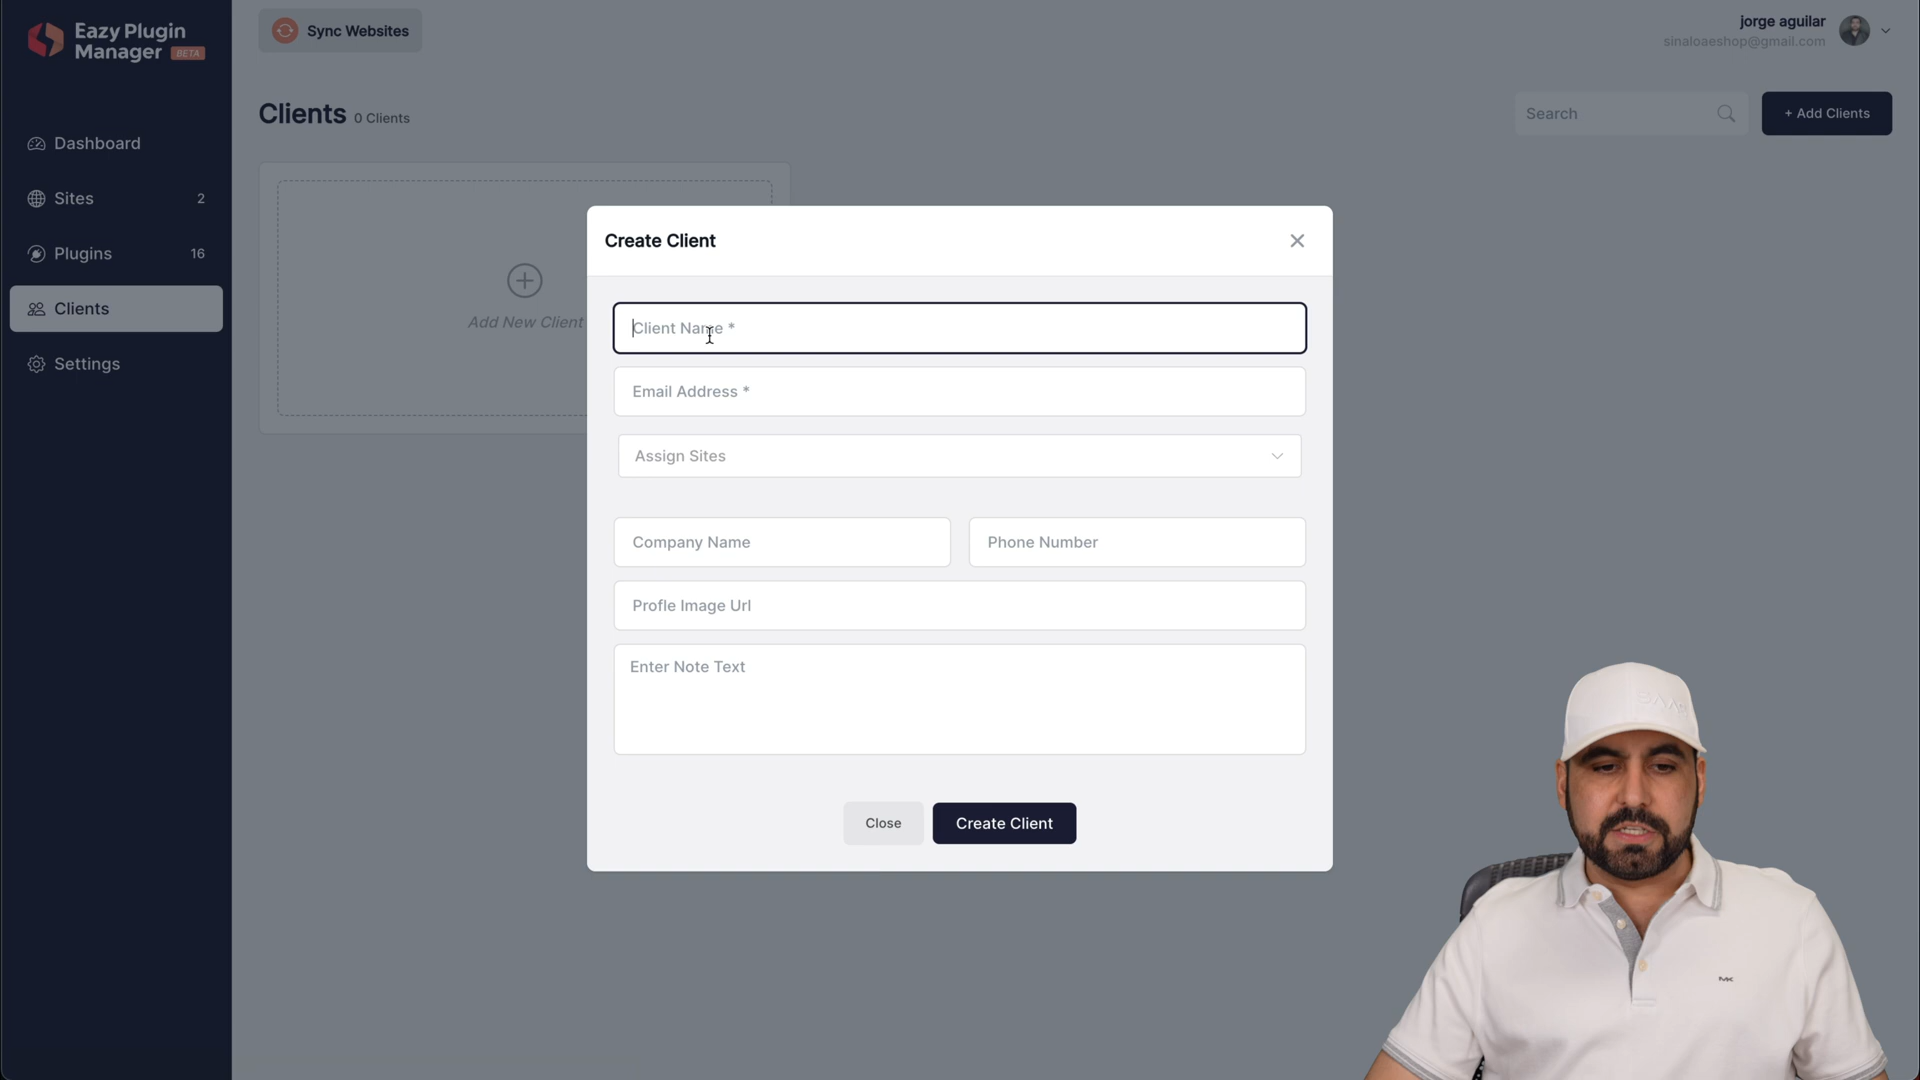 Eazy Plugin
Manager BETA
Sync Websites
jorge aguilar
sinaloaeshop@gmail.com
Dashboard
Sites 2
Plugins 16
Clients
Settings
Clients 0 Clients
Search
+ Add Clients
Add New Client
Create Client
Client Name *
Email Address *
Assign Sites
Company Name
Phone Number
Profle Image Url
Enter Note Text
Close
Create Client
MK